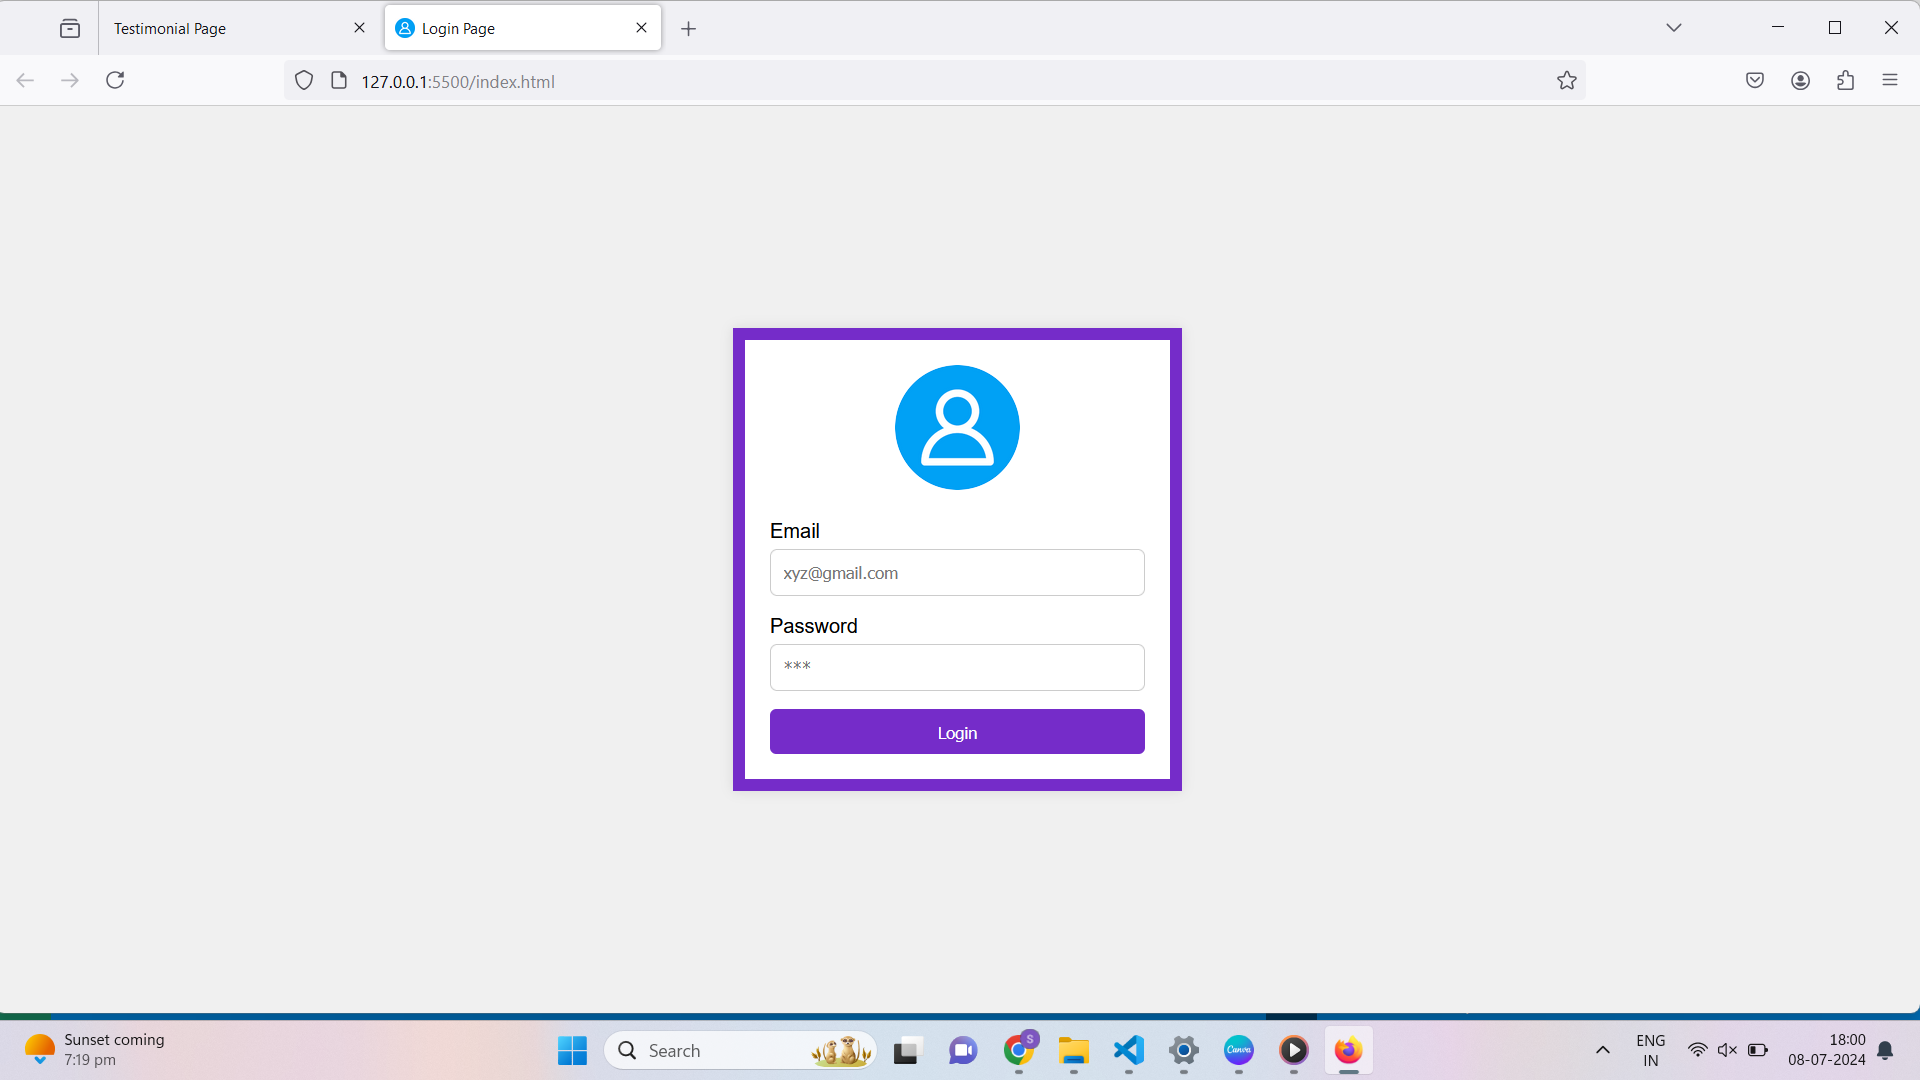 Testimonial Page
Login Page
127.0.0.1:5500/index.html
Email
xyz@gmail.com
Password
***
Login
Sunset coming
7:19 pm
Search
S
Canva
ENG
IN
18:00
08-07-2024